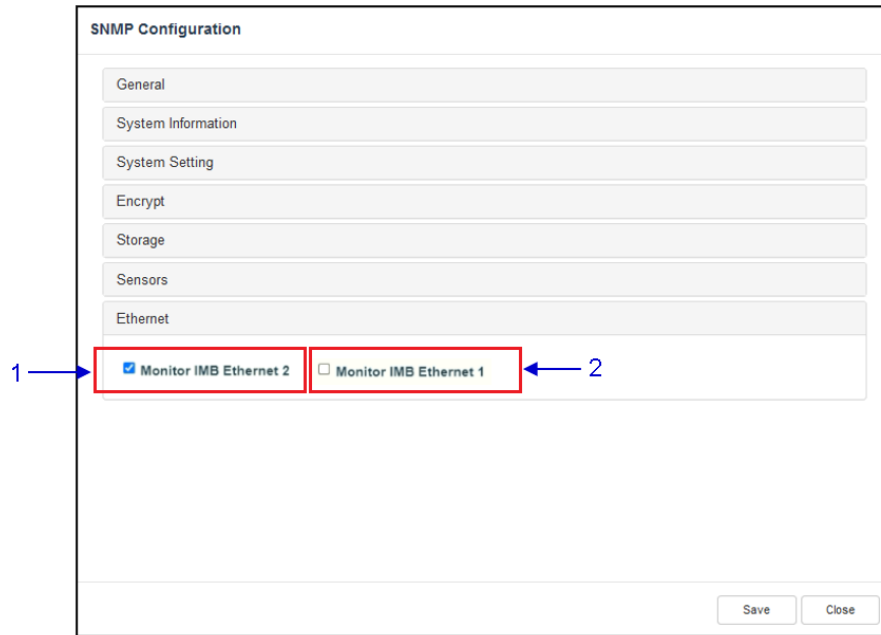 SNMP Configuration
General
System Information
System Setting
Encrypt
Storage
Sensors
Ethernet
1 Monitor IMB Ethernet 2 Monitor IMB Ethernet 1 2
Save Close